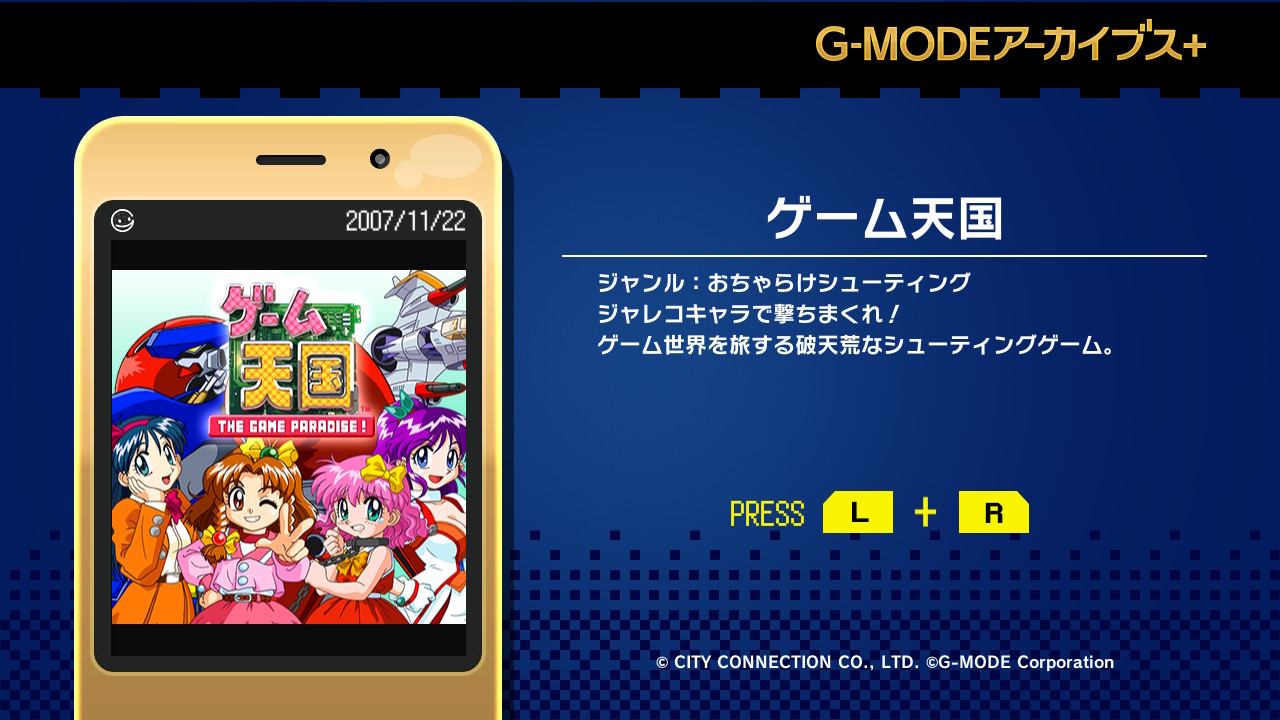 G-MODEアーカイブス+
2007/11/22
ゲーム
天国
THE GAME PARADISE!
TM
ゲーム天国
ジャンル：おちゃらけシューティング
ジャレコキャラで撃ちまくれ！
ゲーム世界を旅する破天荒なシューティングゲーム。
PRESS L + R
© CITY CONNECTION CO., LTD. ©G-MODE Corporation